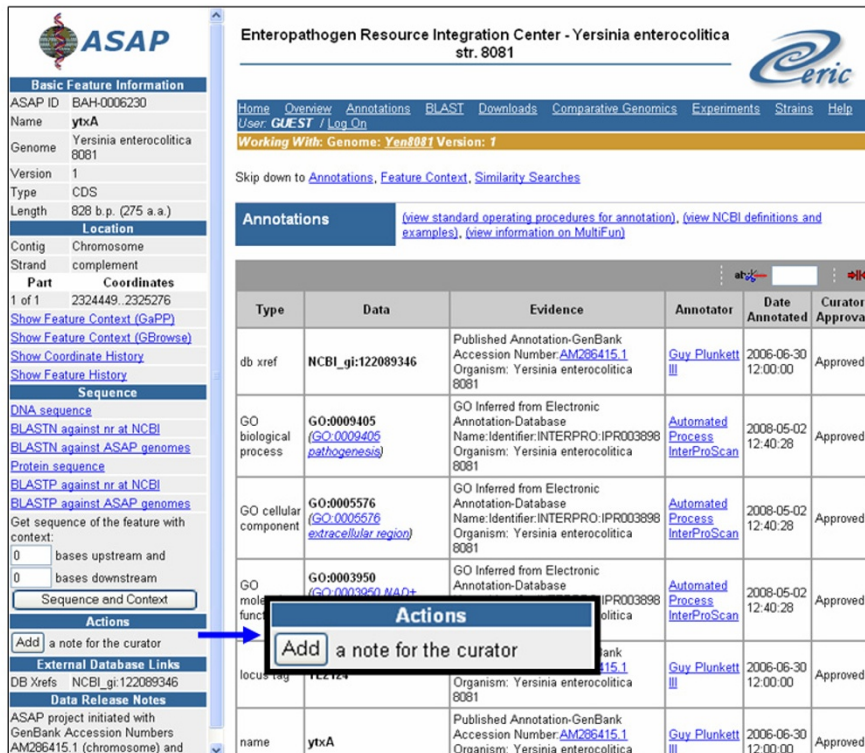 ASAP
Basic Feature Information
ASAP ID BAH-0006230
Name ytxA
Genome Yersinia enterocolitica
8081
Version 1
Type CDS
Length 828 b.p. (275 a.a.)
Location
Contig Chromosome
Strand complement
Part Coordinates
1 of 1 2324449..2325276
Show Feature Context (GaPP)
Show Feature Context (GBrowse)
Show Coordinate History
Show Feature History
Sequence
DNA sequence
BLASTN against nr at NCBI
BLASTN against ASAP genomes
Protein sequence
BLASTP against nr at NCBI
BLASTP against ASAP genomes
Get sequence of the feature with
context:
0 bases upstream and
0 bases downstream
Sequence and Context
Actions
Add a note for the curator
External Database Links
DB Xrefs NCBI_gi:122089346
Data Release Notes
ASAP project initiated with
GenBank Accession Numbers
AM286415.1 (chromosome) and
Enteropathogen Resource Integration Center - Yersinia enterocolitica
str. 8081
eric
Home Overview Annotations BLAST Downloads Comparative Genomics Experiments Strains Help
User: GUEST / Log On
Working With: Genome: Yen8081 Version: 1
Skip down to Annotations, Feature Context, Similarity Searches
Annotations
(view standard operating procedures for annotation), (view NCBI definitions and
examples), (view information on MultiFun)
Type Data Evidence Annotator Date Annotated Curator Approva
db xref NCBI_gi:122089346 Published Annotation-GenBank
Accession Number:AM286415.1
Organism: Yersinia enterocolitica
8081 Guy Plunkett
III 2006-06-30
12:00:00 Approved
GO
biological
process GO:0009405
(GO:0009405
pathogenesis) GO Inferred from Electronic
Annotation-Database
Name:Identifier:INTERPRO:IPR003898
Organism: Yersinia enterocolitica
8081 Automated
Process
InterProScan 2008-05-02
12:40:28 Approved
GO cellular
component GO:0005576
(GO:0005576
extracellular region) GO Inferred from Electronic
Annotation-Database
Name:Identifier:INTERPRO:IPR003898
Organism: Yersinia enterocolitica
8081 Automated
Process
InterProScan 2008-05-02
12:40:28 Approved
GO GO:0003950
(GO:0003950 NAD+ GO Inferred from Electronic
Annotation-Database
Automated
Process
InterProScan 2008-05-02
12:40:28 Approved
Actions
Add a note for the curator
locus tag Organism: Yersinia enterocolitica
8081 Guy Plunkett
III 2006-06-30
12:00:00 Approved
name ytxA Published Annotation-GenBank
Accession Number:AM286415.1
Organism: Yersinia enterocolitica Guy Plunkett
III 2006-06-30
12:00:00 Approved